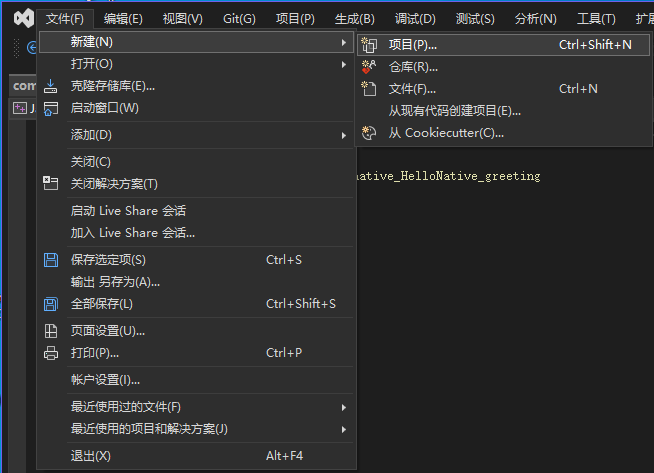 文件(F) 编辑(E) 视图(V) Git(G) 项目(P) 生成(B) 调试(D) 测试(S) 分析(N) 工具(T)
新建(N)
项目(P)... Ctrl+Shift+N
打开(O)
仓库(R)...
克隆存储库(E)...
文件(F)... Ctrl+N
com
启动窗口(W)
从现有代码创建项目(E)...
J
添加(D)
从 Cookiecutter(C)...
关闭(C)
关闭解决方案(T)
native_HelloNative_greeting
启动 Live Share 会话
加入 Live Share 会话...
保存选定项(S) Ctrl+S
输出 另存为(A)...
全部保存(L) Ctrl+Shift+S
页面设置(U)...
打印(P)... Ctrl+P
帐户设置(I)...
最近使用过的文件(F)
最近使用的项目和解决方案(J)
退出(X) Alt+F4